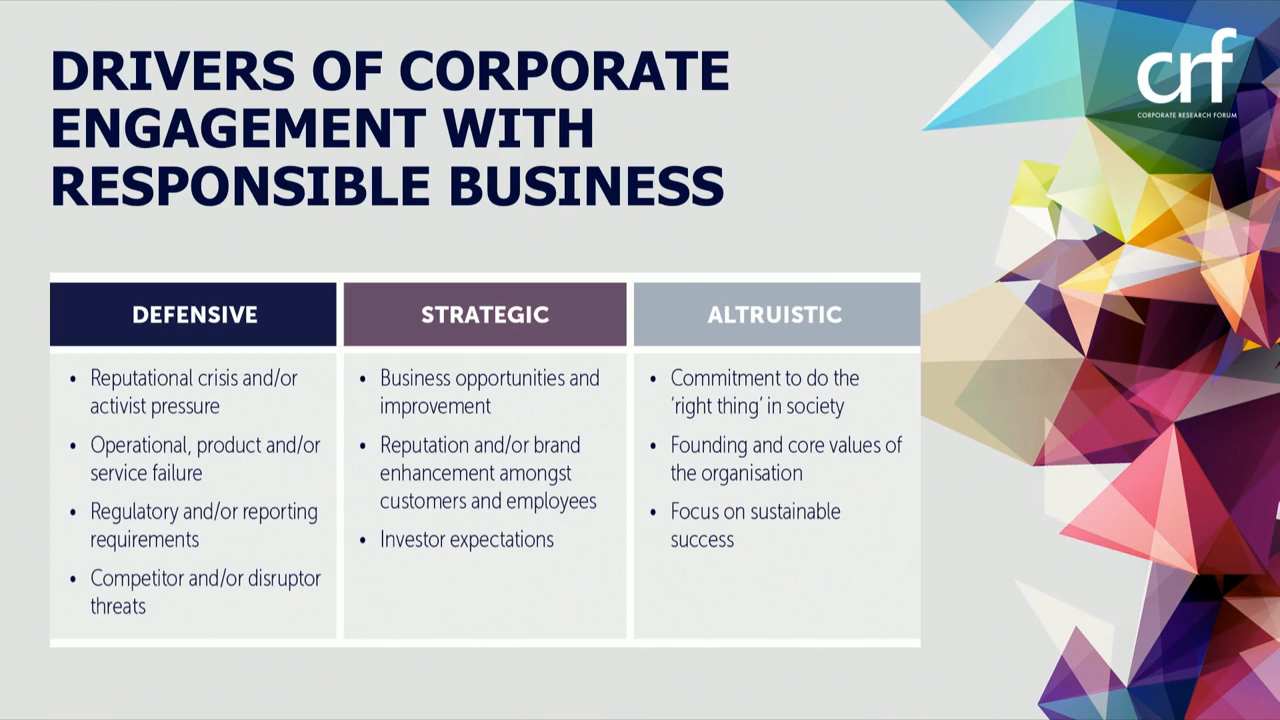 DRIVERS OF CORPORATE
ENGAGEMENT WITH
RESPONSIBLE BUSINESS
crf
CORPORATE RESEARCH FORUM
DEFENSIVE
• Reputational crisis and/or
activist pressure
• Operational, product and/or
service failure
• Regulatory and/or reporting
requirements
• Competitor and/or disruptor
threats
STRATEGIC
• Business opportunities and
improvement
• Reputation and/or brand
enhancement amongst
customers and employees
• Investor expectations
ALTRUISTIC
• Commitment to do the
‘right thing’ in society
• Founding and core values of
the organisation
• Focus on sustainable
success